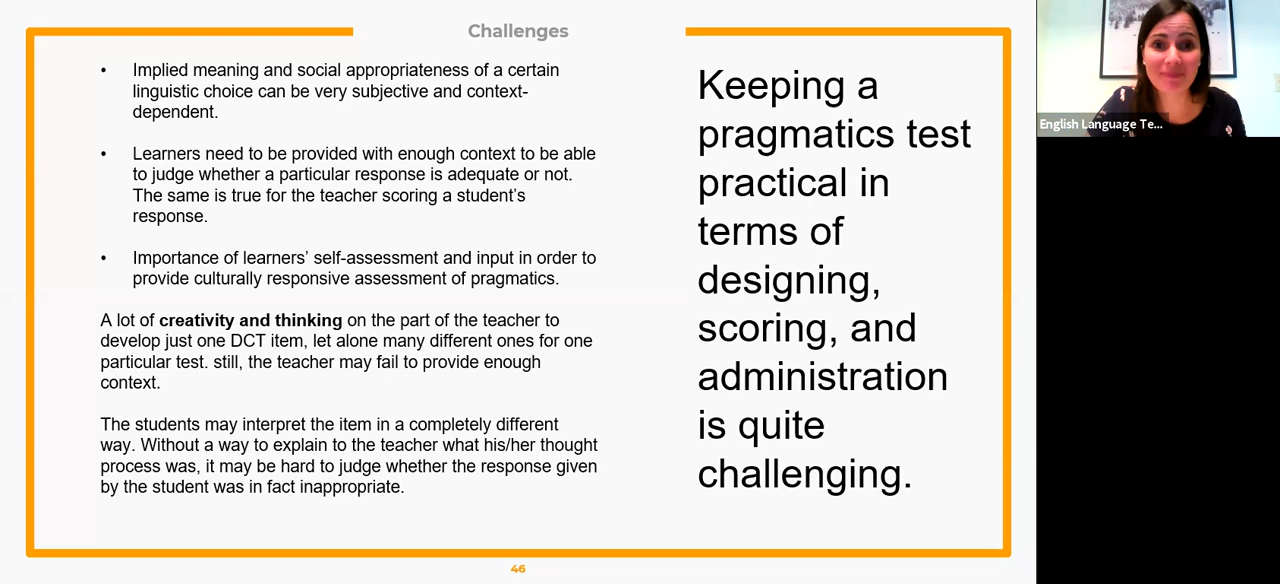 Challenges
• Implied meaning and social appropriateness of a certain
linguistic choice can be very subjective and context-
dependent.
• Learners need to be provided with enough context to be able
to judge whether a particular response is adequate or not.
The same is true for the teacher scoring a student's
response.
• Importance of learners' self-assessment and input in order to
provide culturally responsive assessment of pragmatics.
A lot of creativity and thinking on the part of the teacher to
develop just one DCT item, let alone many different ones for one
particular test. still, the teacher may fail to provide enough
context.
The students may interpret the item in a completely different
way. Without a way to explain to the teacher what his/her thought
process was, it may be hard to judge whether the response given
by the student was in fact inappropriate.
Keeping a
pragmatics test
practical in
terms of
designing,
scoring, and
administration
is quite
challenging.
46
English Language Te...